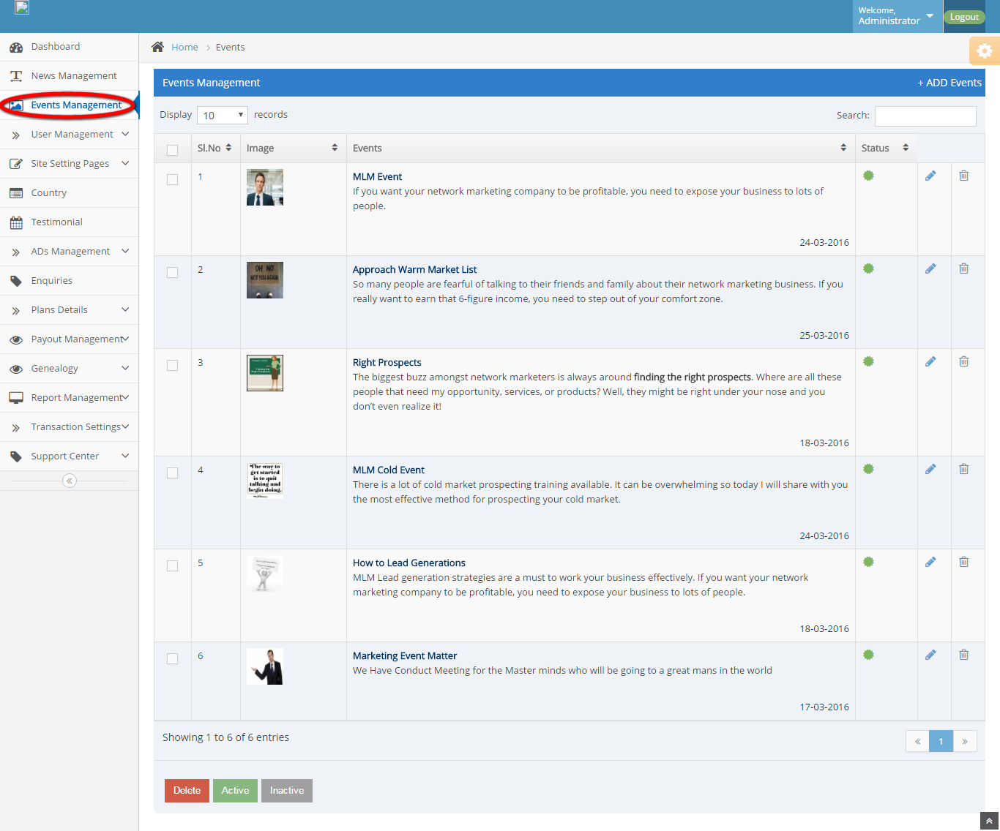 Welcome,
Administrator
Logout
Dashboard
News Management
Events Management
User Management
Site Setting Pages
Country
Testimonial
ADs Management
Enquiries
Plans Details
Payout Management
Genealogy
Report Management
Transaction Settings
Support Center
Home Events
Events Management + ADD Events
Display 10 records Search:
Sl.No Image Events Status
1 MLM Event
If you want your network marketing company to be profitable, you need to expose your business to lots of
people.
24-03-2016
2 OH NO
NOT YOU AGAIN
Approach Warm Market List
So many people are fearful of talking to their friends and family about their network marketing business. If you
really want to earn that 6-figure income, you need to step out of your comfort zone.
25-03-2016
3 Right Prospects
The biggest buzz amongst network marketers is always around finding the right prospects. Where are all these
people that need my opportunity, services, or products? Well, they might be right under your nose and you
don’t even realize it!
18-03-2016
4 "The way to
get started
is to quit
talking and
begin doing.
MLM Cold Event
There is a lot of cold market prospecting training available. It can be overwhelming so today I will share with you
the most effective method for prospecting your cold market.
24-03-2016
5 How to Lead Generations
MLM Lead generation strategies are a must to work your business effectively. If you want your network
marketing company to be profitable, you need to expose your business to lots of people.
18-03-2016
6 Marketing Event Matter
We Have Conduct Meeting for the Master minds who will be going to a great mans in the world
17-03-2016
Showing 1 to 6 of 6 entries
« 1 »
Delete Active Inactive